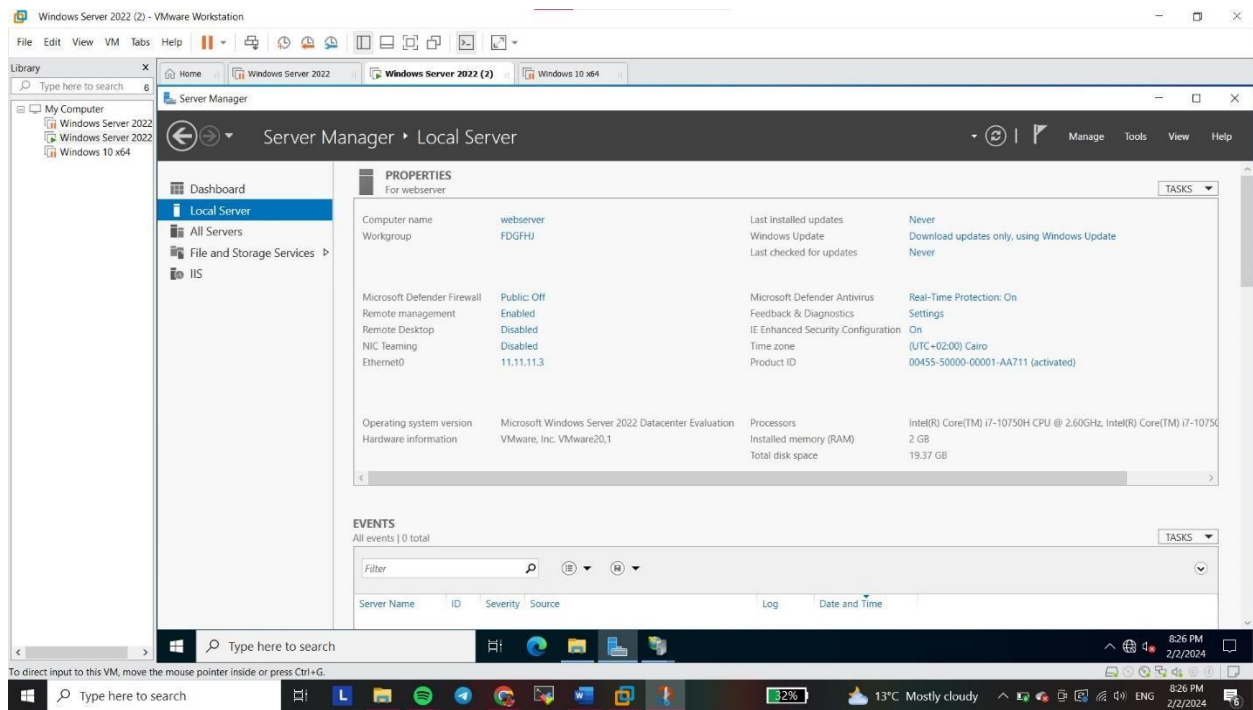 Windows Server 2022 (2) - VMware Workstation
File Edit View VM Tabs Help
Library
Type here to search
My Computer
Windows Server 2022
Windows Server 2022
Windows 10 x64
Home
Windows Server 2022
Windows Server 2022 (2)
Windows 10 x64
Server Manager
Server Manager Local Server
Manage Tools View Help
Dashboard
Local Server
All Servers
File and Storage Services
IIS
PROPERTIES
For webserver
TASKS
Computer name webserver
Workgroup FDGFHJ
Last installed updates Never
Windows Update Download updates only, using Windows Update
Last checked for updates Never
Microsoft Defender Firewall Public: Off
Remote management Enabled
Remote Desktop Disabled
NIC Teaming Disabled
Ethernet0 11.11.11.3
Microsoft Defender Antivirus Real-Time Protection: On
Feedback & Diagnostics Settings
IE Enhanced Security Configuration On
Time zone (UTC+02:00) Cairo
Product ID 00455-50000-00001-AA711 (activated)
Operating system version Microsoft Windows Server 2022 Datacenter Evaluation
Hardware information VMware, Inc. VMware20,1
Processors Intel(R) Core(TM) i7-10750H CPU @ 2.60GHz, Intel(R) Core(TM) i7-1075
Installed memory (RAM) 2 GB
Total disk space 19.37 GB
EVENTS
All events | 0 total
TASKS
Filter
Server Name ID Severity Source Log Date and Time
Type here to search
8:26 PM
2/2/2024
To direct input to this VM, move the mouse pointer inside or press Ctrl+G.
Type here to search
L
W
32%
13°C Mostly cloudy
ENG
8:26 PM
2/2/2024
6